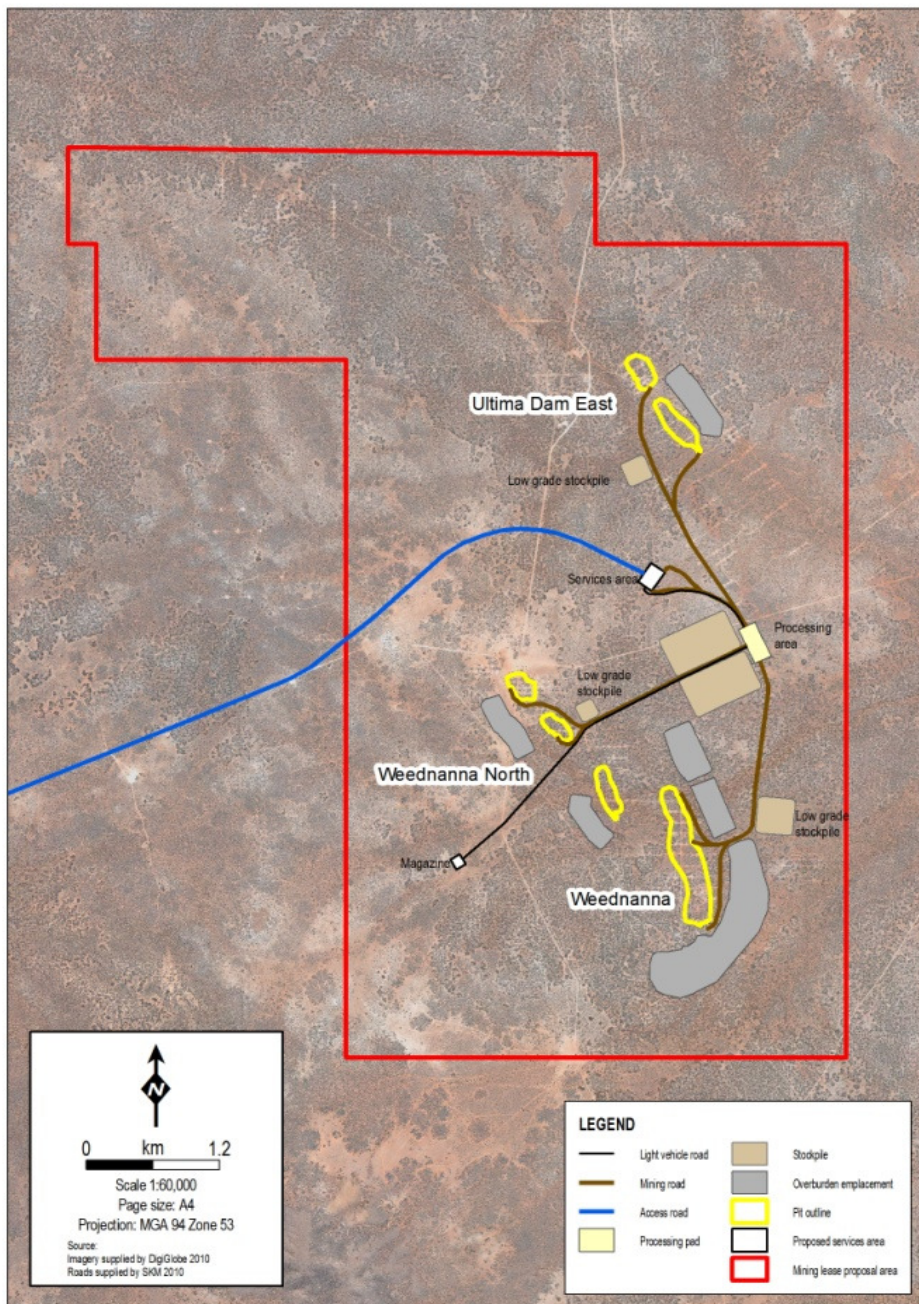 Ultima Dam East
Low grade stockpile
Services area
Processing
area
Low grade
stockpile
Weednanna North
Low grade
stockpile
Magazine
Weednanna
N
0 km 1.2
Scale 1:60,000
Page size: A4
Projection: MGA 94 Zone 53
Source:
Imagery supplied by DigiGlobe 2010
Roads supplied by SKM 2010
LEGEND
Light vehicle road
Mining road
Access road
Processing pad
Stockpile
Overburden emplacement
Pit outline
Proposed services area
Mining lease proposal area